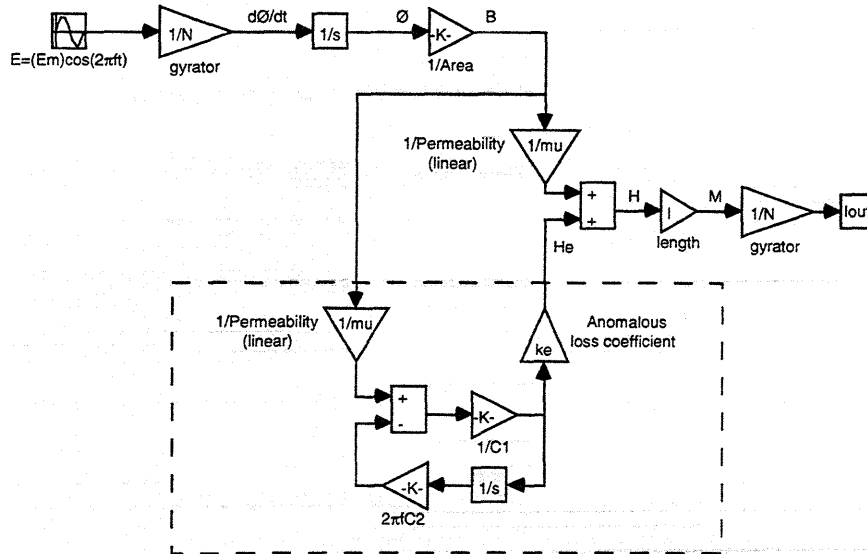 E=(Em)cos(2πft)
1/N
gyrator
dØ/dt
1/s
Ø
-K-
1/Area
B
1/Permeability
(linear)
1/mu
+
+
H
He
l
length
M
1/N
gyrator
Iout
1/Permeability
(linear)
1/mu
Anomalous
loss coefficient
ke
+
-
-K-
1/C1
-K-
2πfC2
1/s